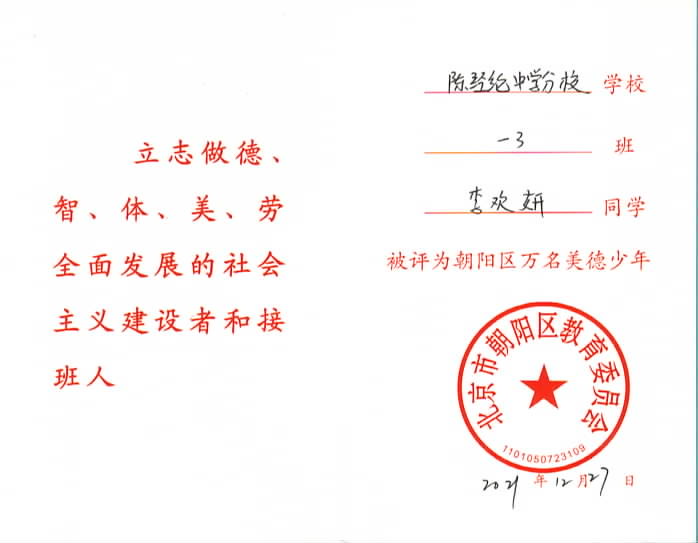 立志做德、
智、体、美、劳
全面发展的社会
主义建设者和接
班人
陈经纶中学分校 学校
一3 班
李欢妍 同学
被评为朝阳区万名美德少年
北京市朝阳区教育委员会
1101050723109
2021 年 12 月 27 日